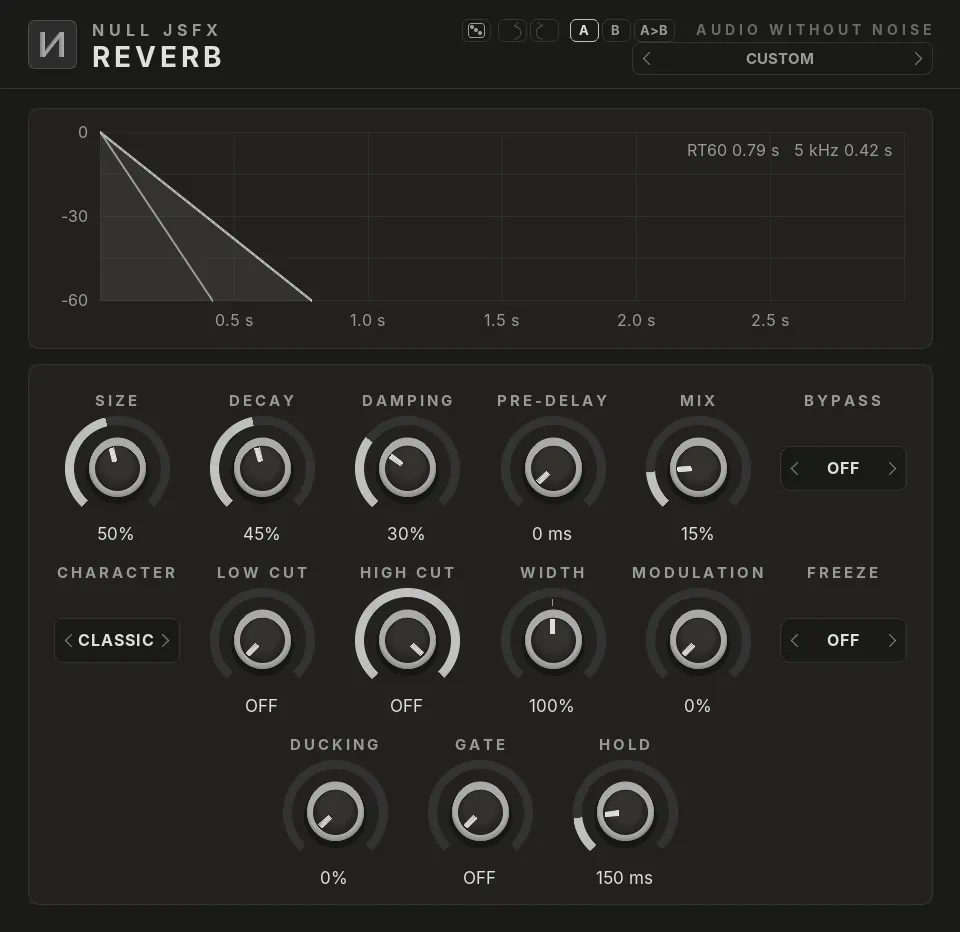 NULL JSFX
REVERB
A B A>B AUDIO WITHOUT NOISE
CUSTOM
RT60 0.79 s 5 kHz 0.42 s
0
-30
-60
0.5 s 1.0 s 1.5 s 2.0 s 2.5 s
SIZE DECAY DAMPING PRE-DELAY MIX BYPASS
OFF
50% 45% 30% 0 ms 15%
CHARACTER LOW CUT HIGH CUT WIDTH MODULATION FREEZE
CLASSIC OFF
OFF OFF 100% 0%
DUCKING GATE HOLD
0% OFF 150 ms